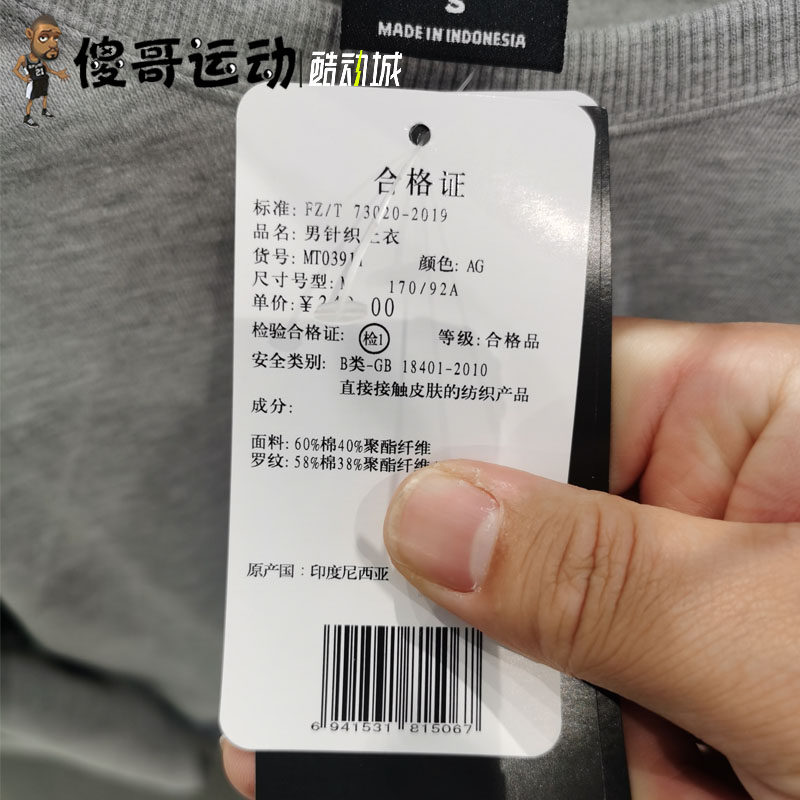 S
MADE IN INDONESIA
傻哥运动 酷动城
21
合格证
标准: FZ/T 73020-2019
品名: 男针织上衣
货号: MT0391 颜色: AG
尺寸号型: 170/92A
单价: ¥ 00
检验合格证: 检1 等级: 合格品
安全类别: B类-GB 18401-2010
直接接触皮肤的纺织产品
成分:
面料: 60%棉40%聚酯纤维
罗纹: 58%棉38%聚酯纤维
原产国: 印度尼西亚
6 941531 815067